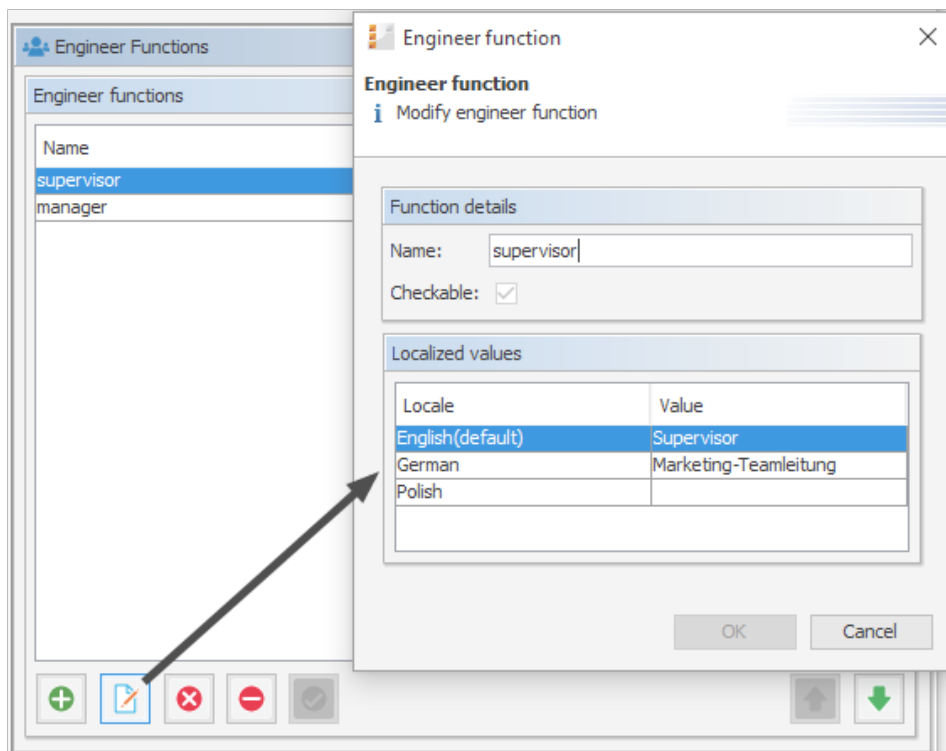 Engineer Functions
Engineer functions
Name
supervisor
manager
Engineer function
Engineer function
Modify engineer function
Function details
Name: supervisor
Checkable:
Localized values
Locale Value
English(default) Supervisor
German Marketing-Teamleitung
Polish
OK Cancel